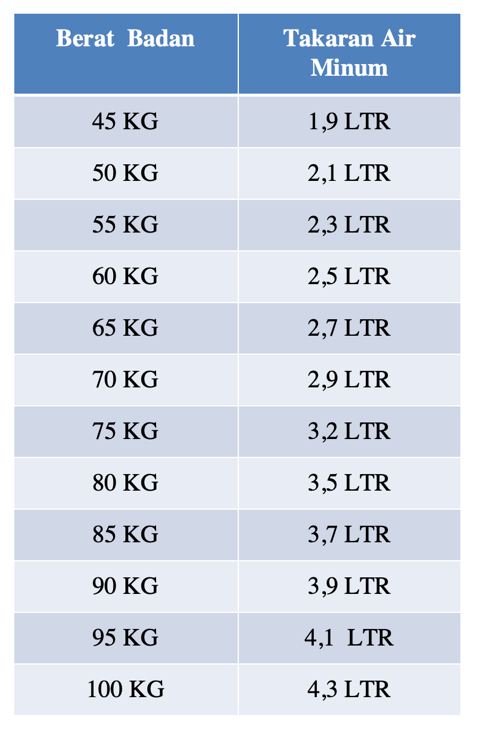 Berat Badan Takaran Air
Minum
45 KG 1,9 LTR
50 KG 2,1 LTR
55 KG 2,3 LTR
60 KG 2,5 LTR
65 KG 2,7 LTR
70 KG 2,9 LTR
75 KG 3,2 LTR
80 KG 3,5 LTR
85 KG 3,7 LTR
90 KG 3,9 LTR
95 KG 4,1 LTR
100 KG 4,3 LTR